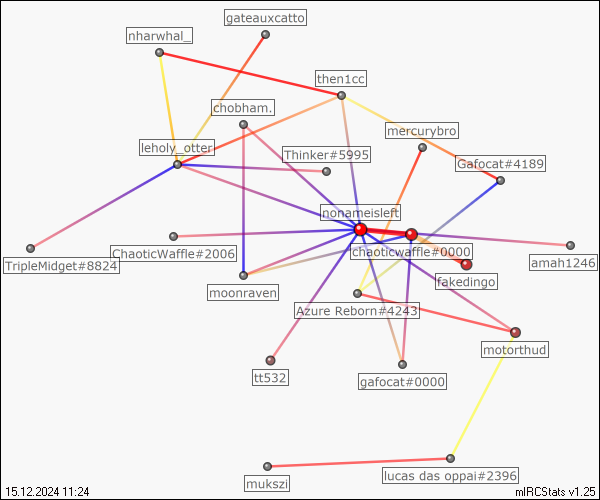 gateauxcatto
nharwhal_
then1cc
chobham.
mercurybro
leholy_otter
Thinker#5995
Gafocat#4189
nonameisleft
ChaoticWaffle#2006
chaoticwaffle#0000
amah1246
TripleMidget#8824
fakedingo
moonraven
Azure Reborn#4243
motorthud
tt532
gafocat#0000
lucas das oppai#2396
mukszi
15.12.2024 11:24
mIRCStats v1.25